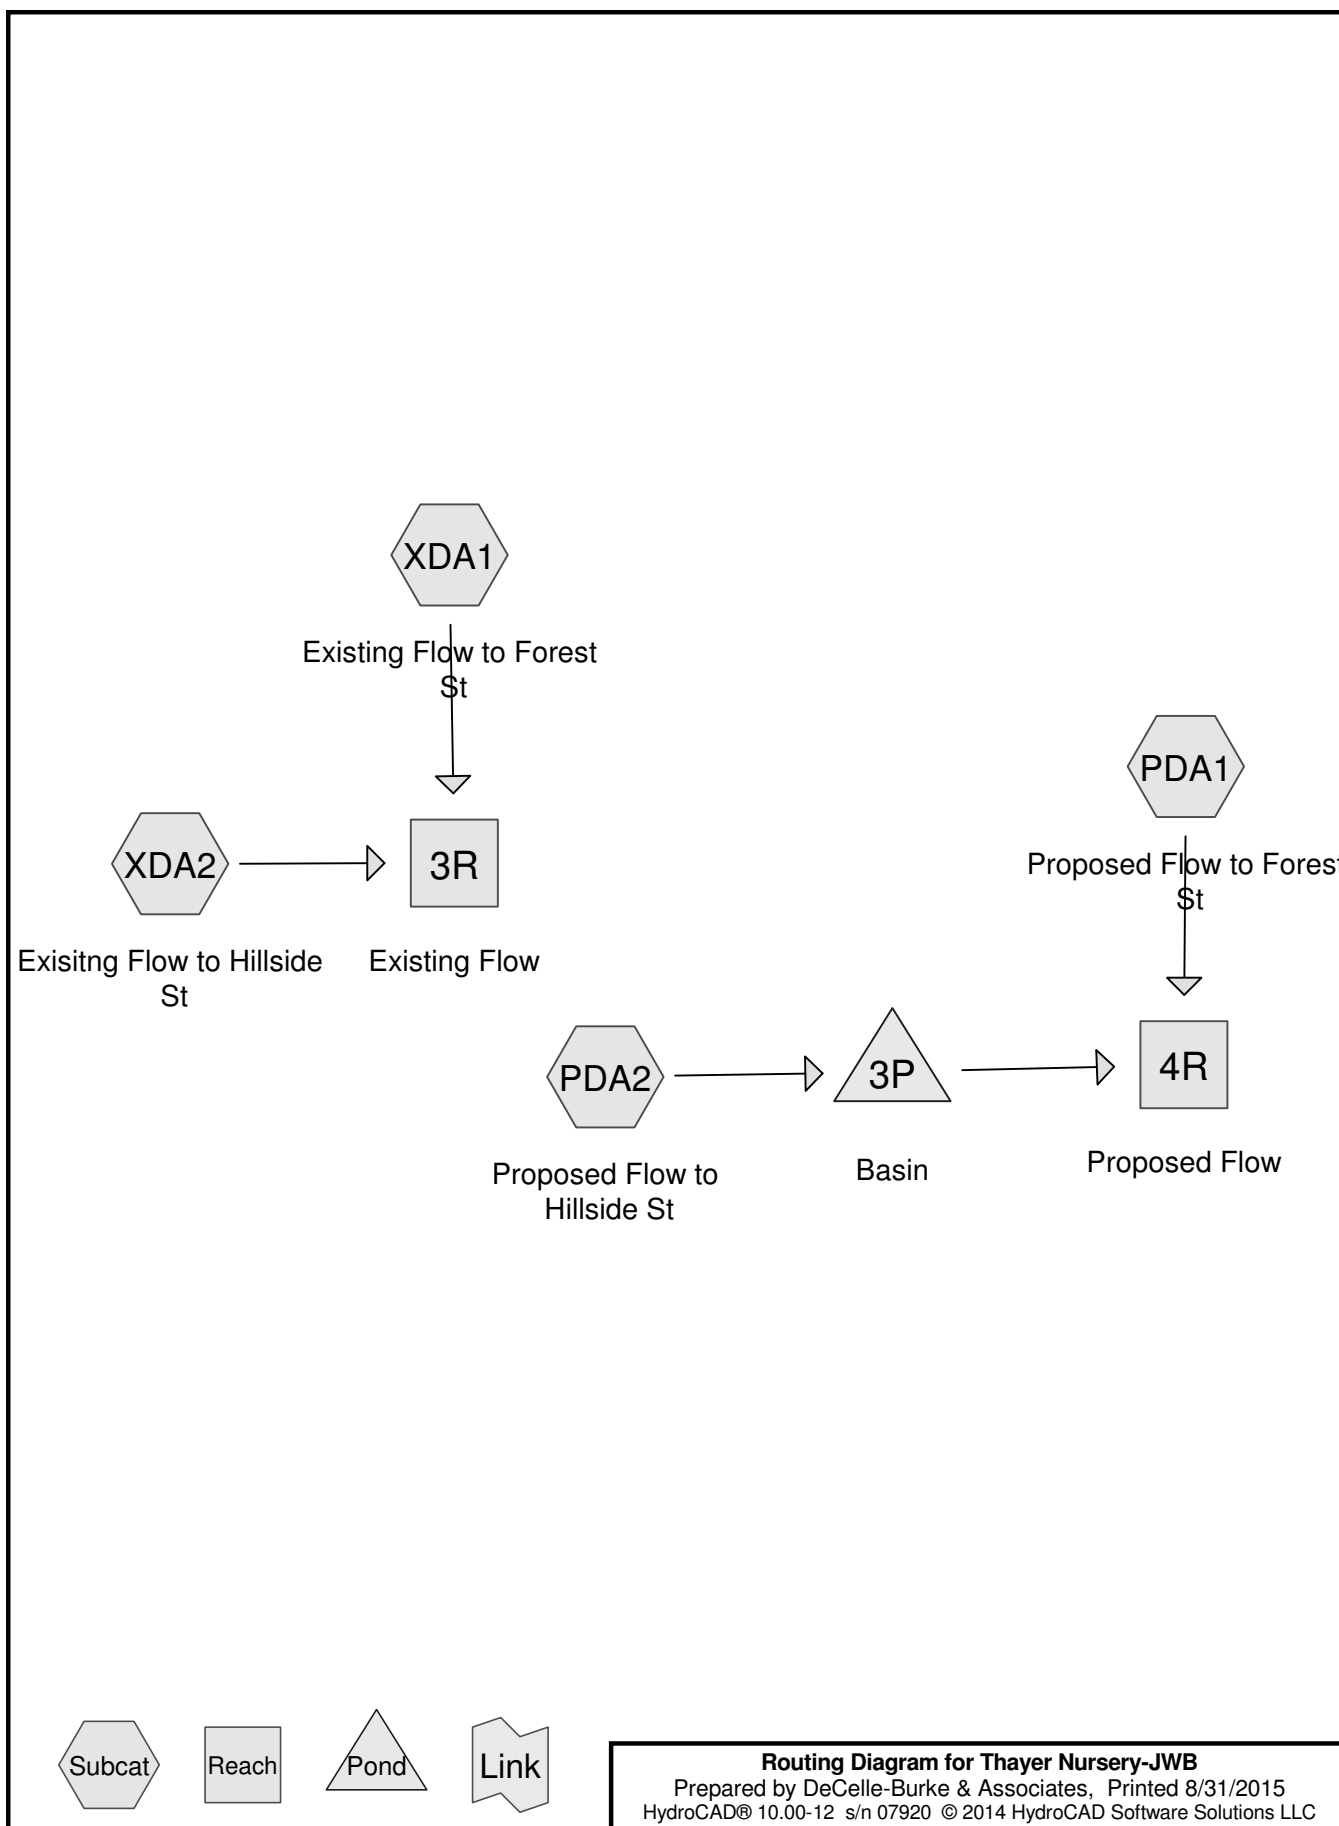 XDA1
Existing Flow to Forest
St
XDA2
Exisitng Flow to Hillside
St
3R
Existing Flow
PDA1
Proposed Flow to Forest
St
PDA2
Proposed Flow to
Hillside St
3P
Basin
4R
Proposed Flow
Subcat
Reach
Pond
Link
Routing Diagram for Thayer Nursery-JWB
Prepared by DeCelle-Burke & Associates, Printed 8/31/2015
HydroCAD® 10.00-12 s/n 07920 © 2014 HydroCAD Software Solutions LLC